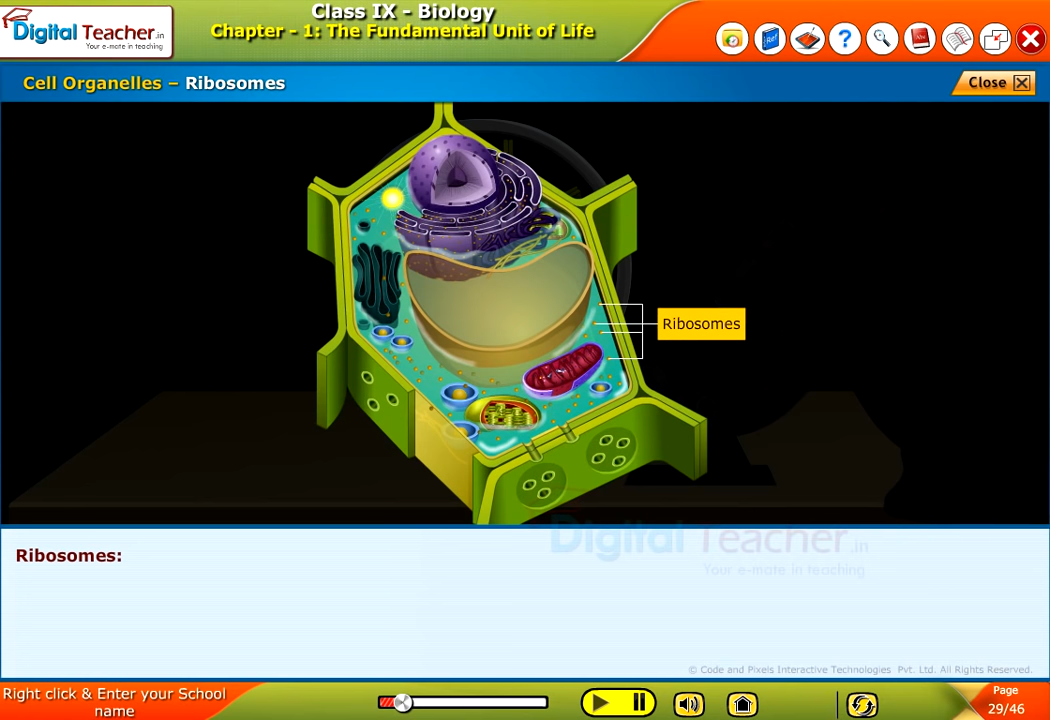 Digital Teacher.in
Your e-mate in teaching
Class IX - Biology
Chapter - 1: The Fundamental Unit of Life
Ref
Cell Organelles – Ribosomes
Close
Ribosomes
Digital Teacher.in
Your e-mate in teaching
Ribosomes:
© Code and Pixels Interactive Technologies Pvt. Ltd. All Rights Reserved.
Right click & Enter your School
name
Page
29/46